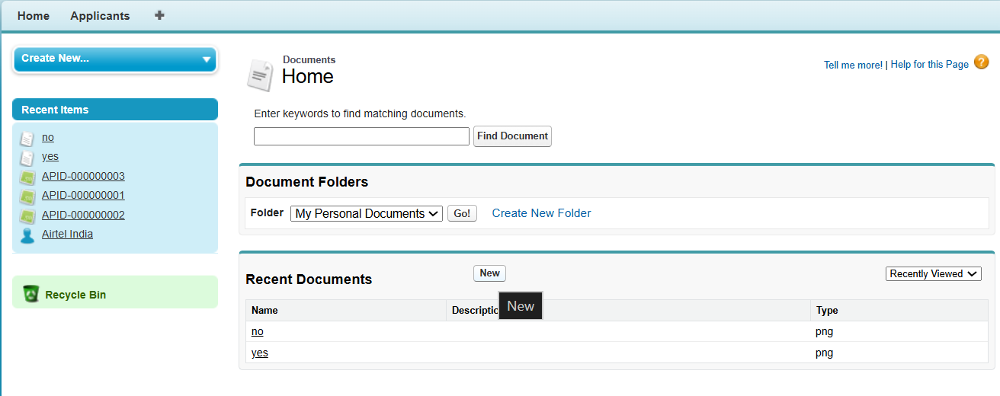 Home Applicants
Create New...
Recent Items
no
yes
APID-000000003
APID-000000001
APID-000000002
Airtel India
Recycle Bin
Documents
Home
Tell me more! | Help for this Page ?
Enter keywords to find matching documents.
Find Document
Document Folders
Folder My Personal Documents Go! Create New Folder
Recent Documents New Recently Viewed
New
Name Descriptio Type
no png
yes png